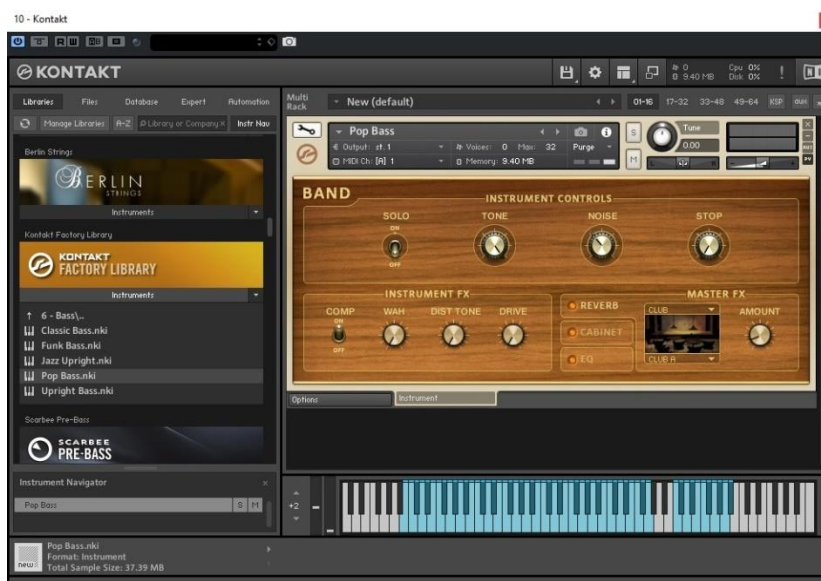 10 - Kontakt
KONTAKT
0
9.40 MB
Cpu 0%
Disk 0%
Libraries Files Database Expert Automation
Manage Libraries A-Z Library or Company Instr Nav
Multi Rack
New (default)
01-16 17-32 33-48 49-64 KSP
Berlin Strings
BERLIN
STRINGS
Instruments
Kontakt Factory Library
KONTAKT
FACTORY LIBRARY
Instruments
6 - Bass\..
Classic Bass.nki
Funk Bass.nki
Jazz Upright.nki
Pop Bass.nki
Upright Bass.nki
Scarbee Pre-Bass
SCARBEE
PRE-BASS
Instrument Navigator
Pop Bass S M
Pop Bass.nki
Format: Instrument
Total Sample Size: 37.39 MB
new
Pop Bass
Output: st.1 Voices: 0 Max: 32 Purge
MIDI Ch: [A] 1 Memory: 9.40 MB
S
M
Tune
0.00
L R
BAND
INSTRUMENT CONTROLS
SOLO TONE NOISE STOP
ON
OFF
INSTRUMENT FX
COMP WAH DIST TONE DRIVE
ON
OFF
REVERB
CABINET
EQ
MASTER FX
CLUB
AMOUNT
CLUB A
Options Instrument
+2